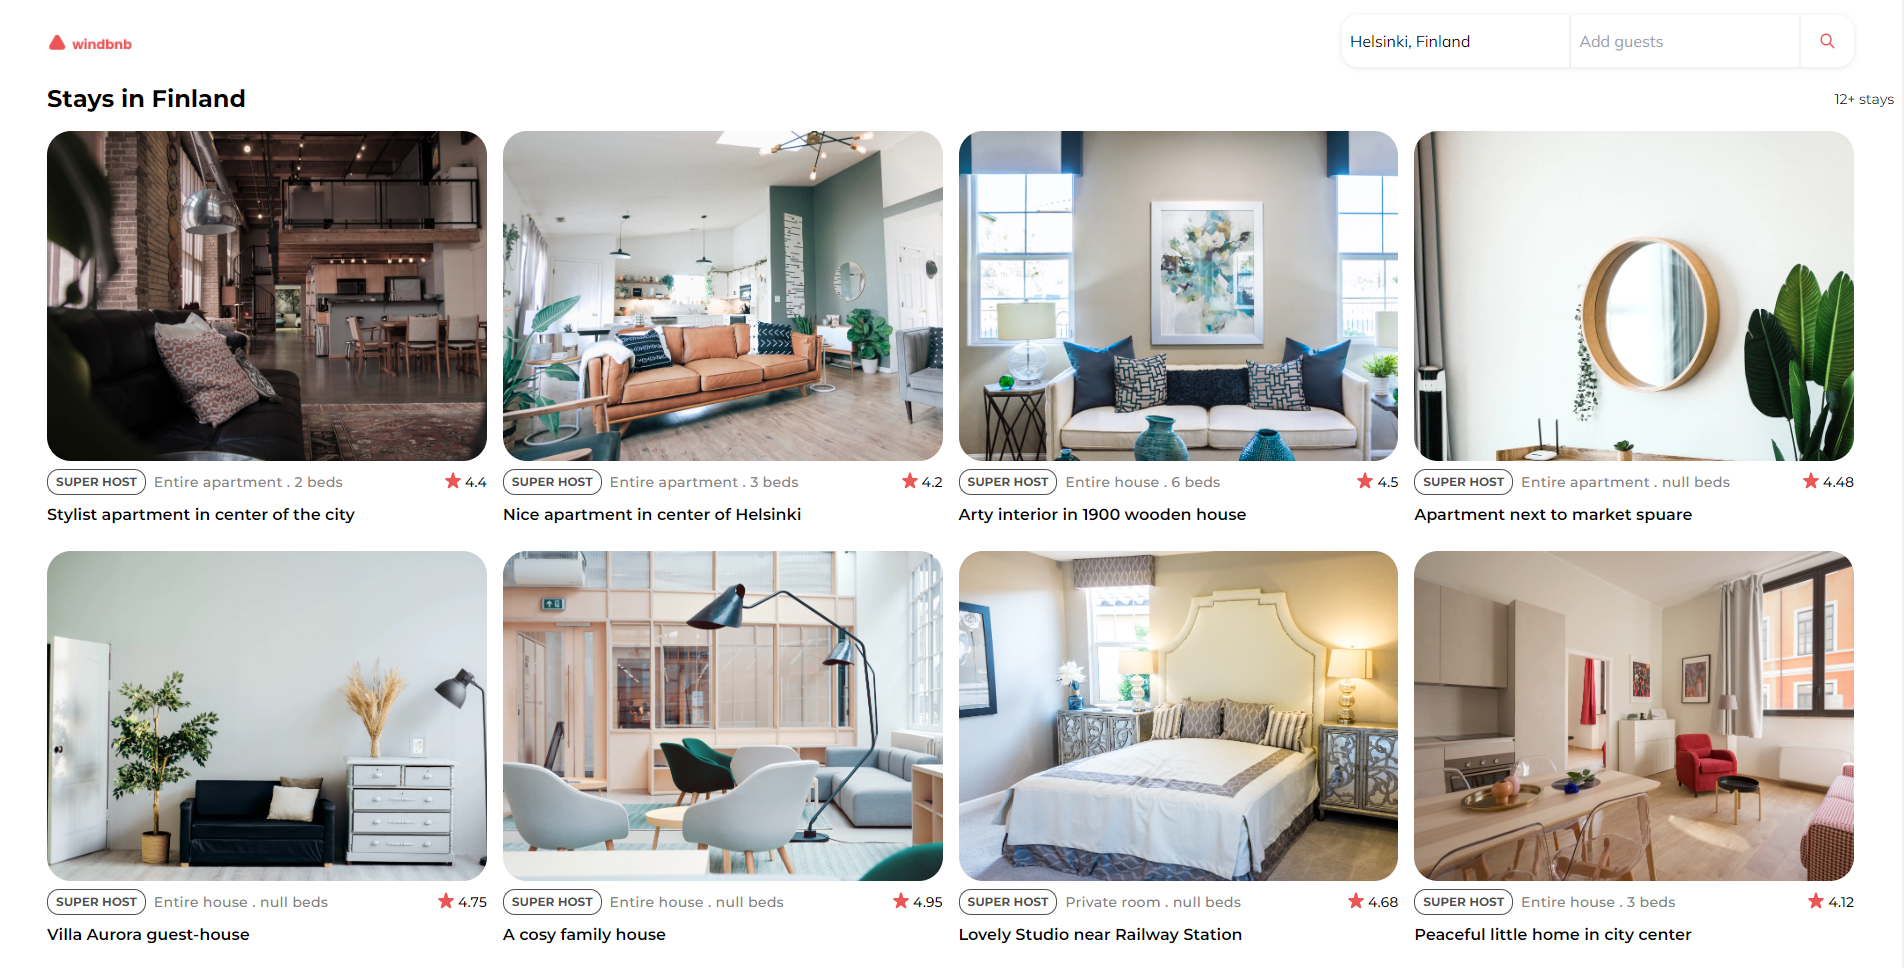 windbnb
Helsinki, Finland
Add guests
Stays in Finland
12+ stays
SUPER HOST Entire apartment . 2 beds 4.4
Stylist apartment in center of the city
SUPER HOST Entire apartment . 3 beds 4.2
Nice apartment in center of Helsinki
SUPER HOST Entire house . 6 beds 4.5
Arty interior in 1900 wooden house
SUPER HOST Entire apartment . null beds 4.48
Apartment next to market spuare
SUPER HOST Entire house . null beds 4.75
Villa Aurora guest-house
SUPER HOST Entire house . null beds 4.95
A cosy family house
SUPER HOST Private room . null beds 4.68
Lovely Studio near Railway Station
SUPER HOST Entire house . 3 beds 4.12
Peaceful little home in city center